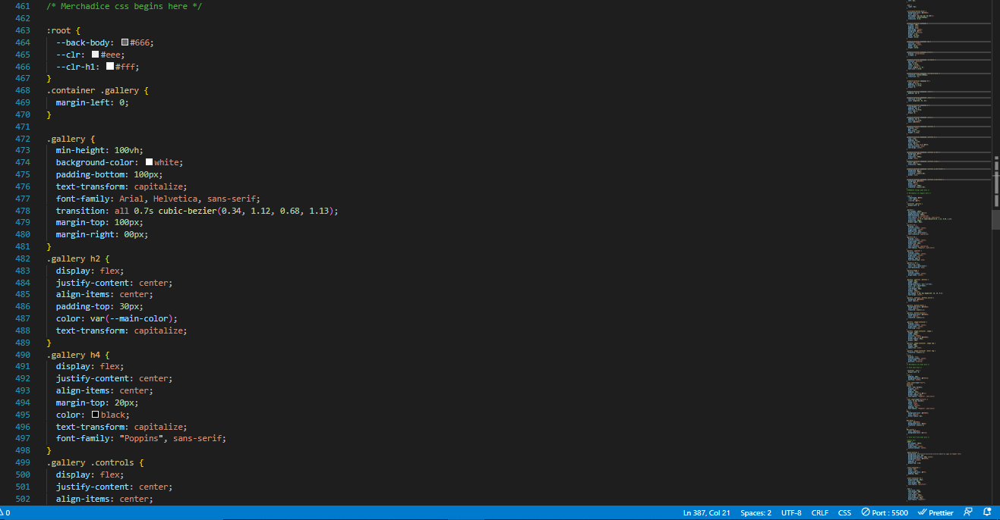 461 /* Merchadice css begins here */
462
463 :root {
464   --back-body: #666;
465   --clr: #eee;
466   --clr-h1: #fff;
467 }
468 .container .gallery {
469   margin-left: 0;
470 }
471
472 .gallery {
473   min-height: 100vh;
474   background-color: white;
475   padding-bottom: 100px;
476   text-transform: capitalize;
477   font-family: Arial, Helvetica, sans-serif;
478   transition: all 0.7s cubic-bezier(0.34, 1.12, 0.68, 1.13);
479   margin-top: 100px;
480   margin-right: 00px;
481 }
482 .gallery h2 {
483   display: flex;
484   justify-content: center;
485   align-items: center;
486   padding-top: 30px;
487   color: var(--main-color);
488   text-transform: capitalize;
489 }
490 .gallery h4 {
491   display: flex;
492   justify-content: center;
493   align-items: center;
494   margin-top: 20px;
495   color: black;
496   text-transform: capitalize;
497   font-family: "Poppins", sans-serif;
498 }
499 .gallery .controls {
500   display: flex;
501   justify-content: center;
502   align-items: center;
0 Ln 387, Col 21 Spaces: 2 UTF-8 CRLF CSS Port : 5500 Prettier